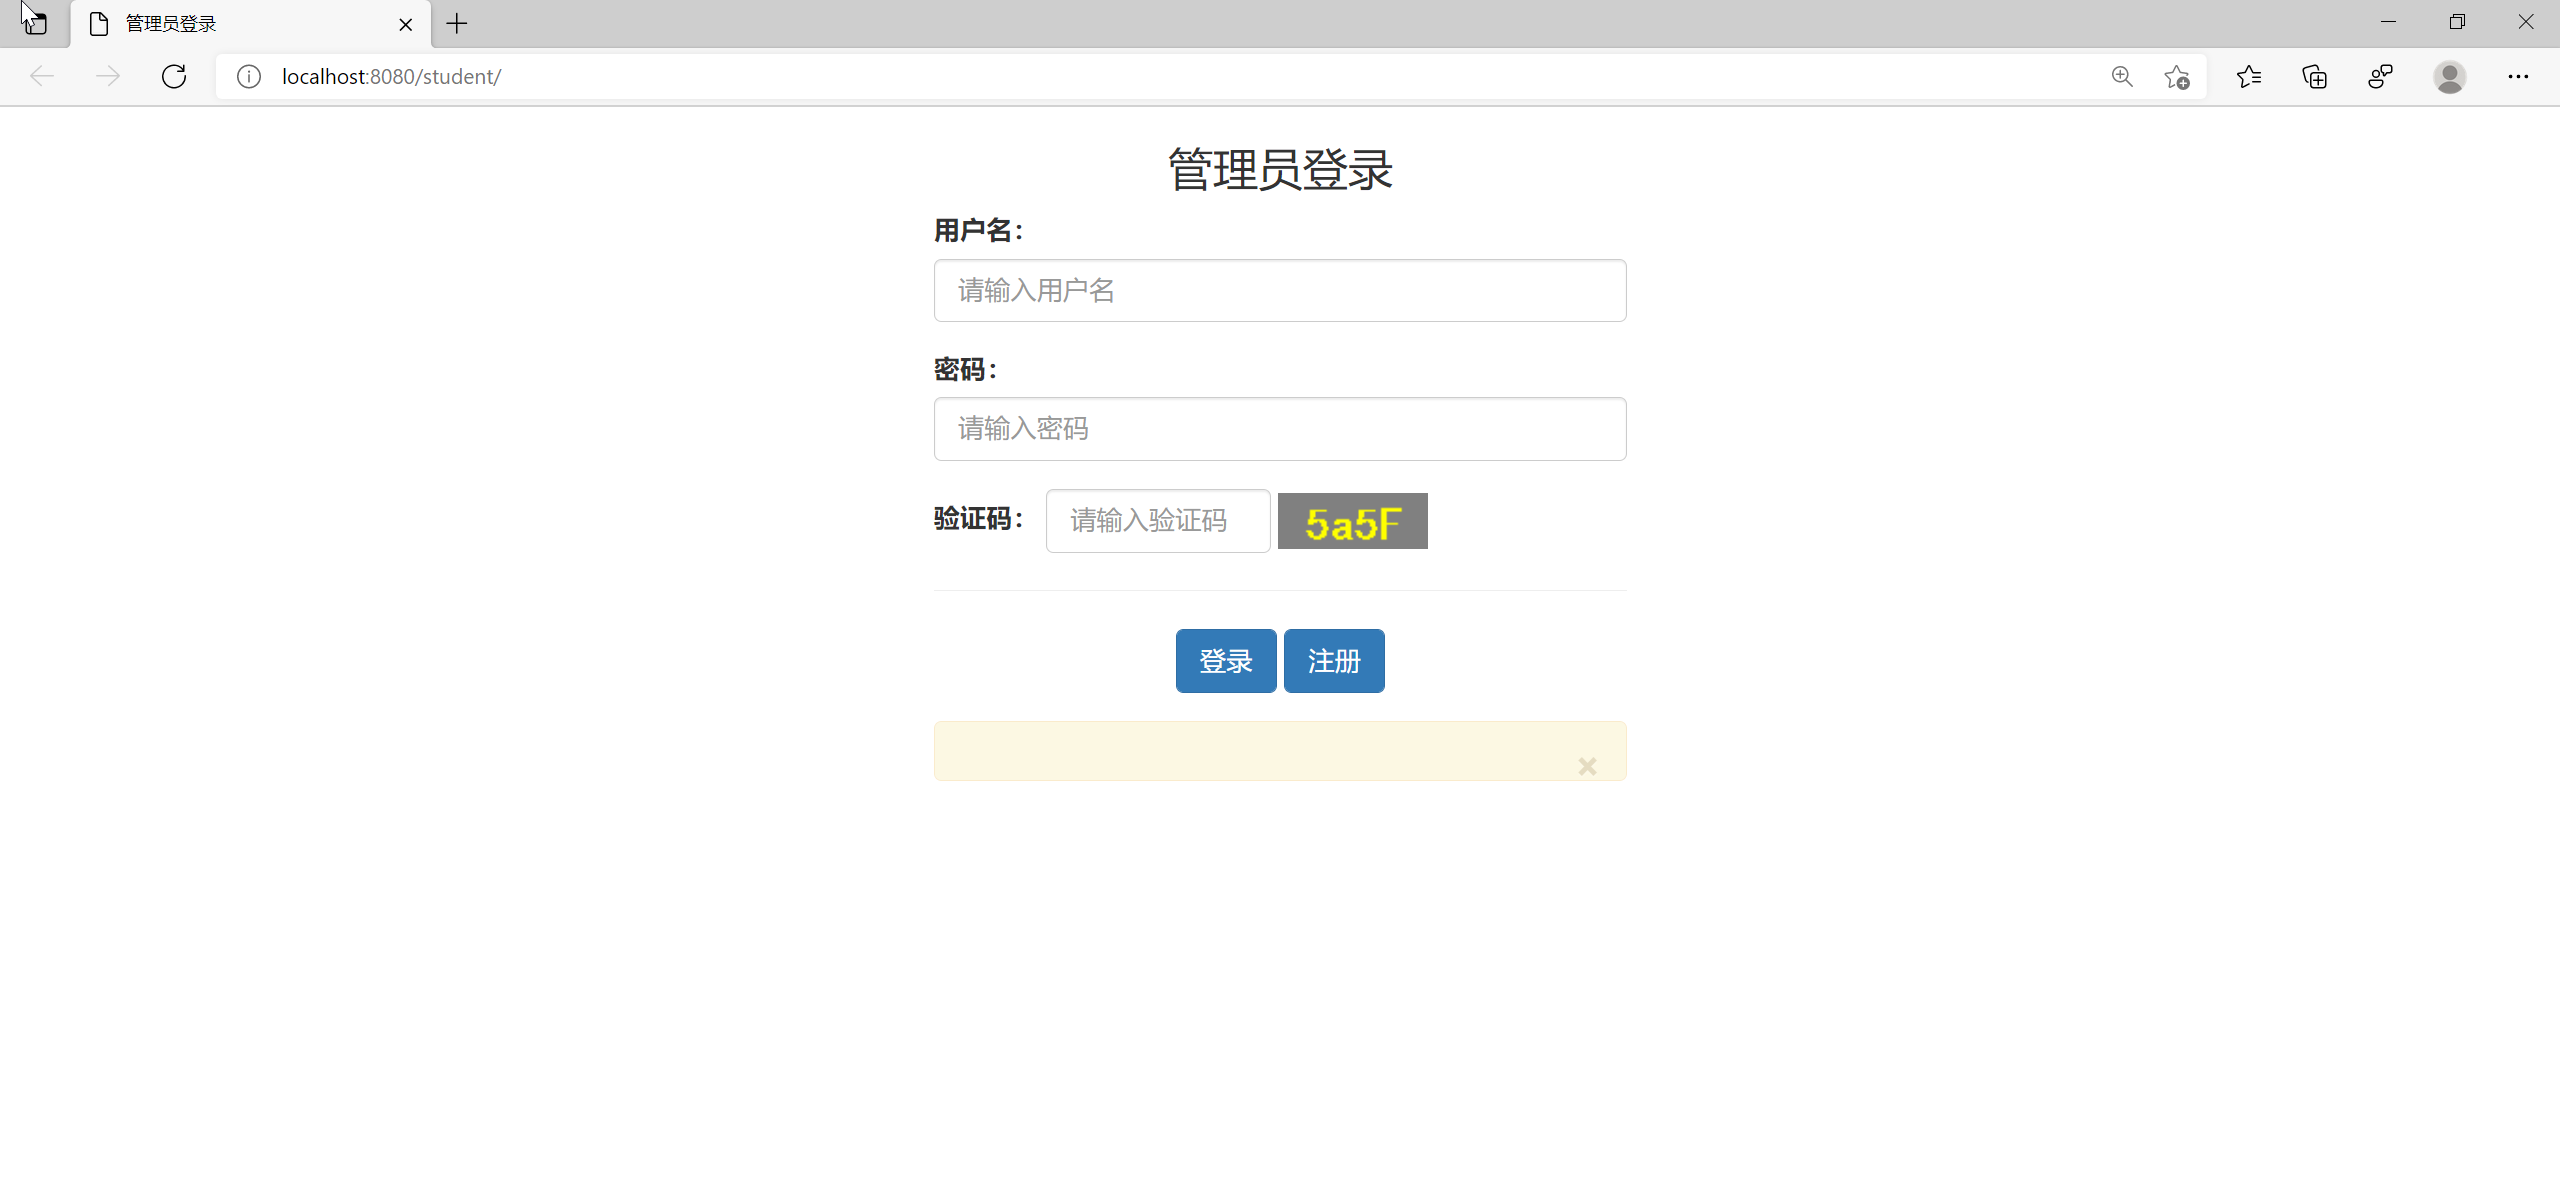 管理员登录
localhost:8080/student/
管理员登录
用户名：
请输入用户名
密码：
请输入密码
验证码： 请输入验证码 5a5F
登录 注册
×